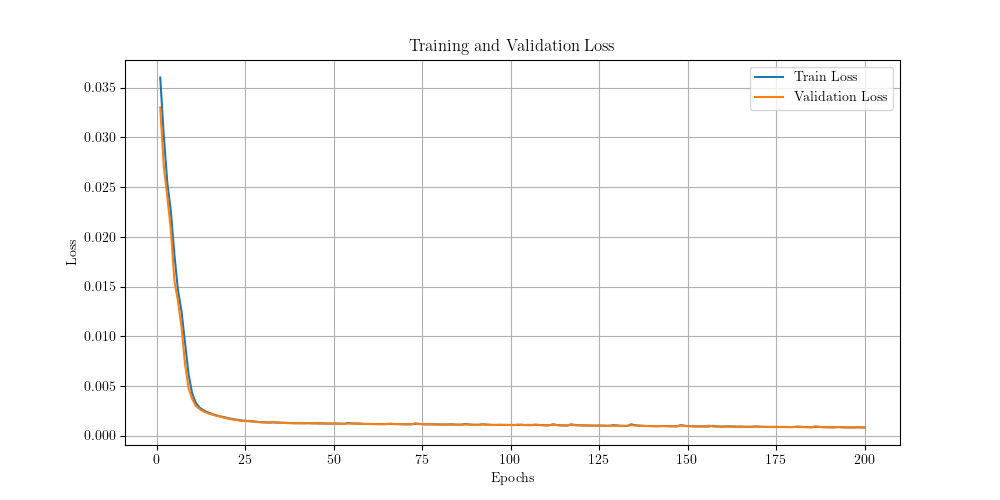 Training and Validation Loss
Train Loss
Validation Loss
0.035
0.030
0.025
0.020
0.015
0.010
0.005
0.000
Loss
0 25 50 75 100 125 150 175 200
Epochs